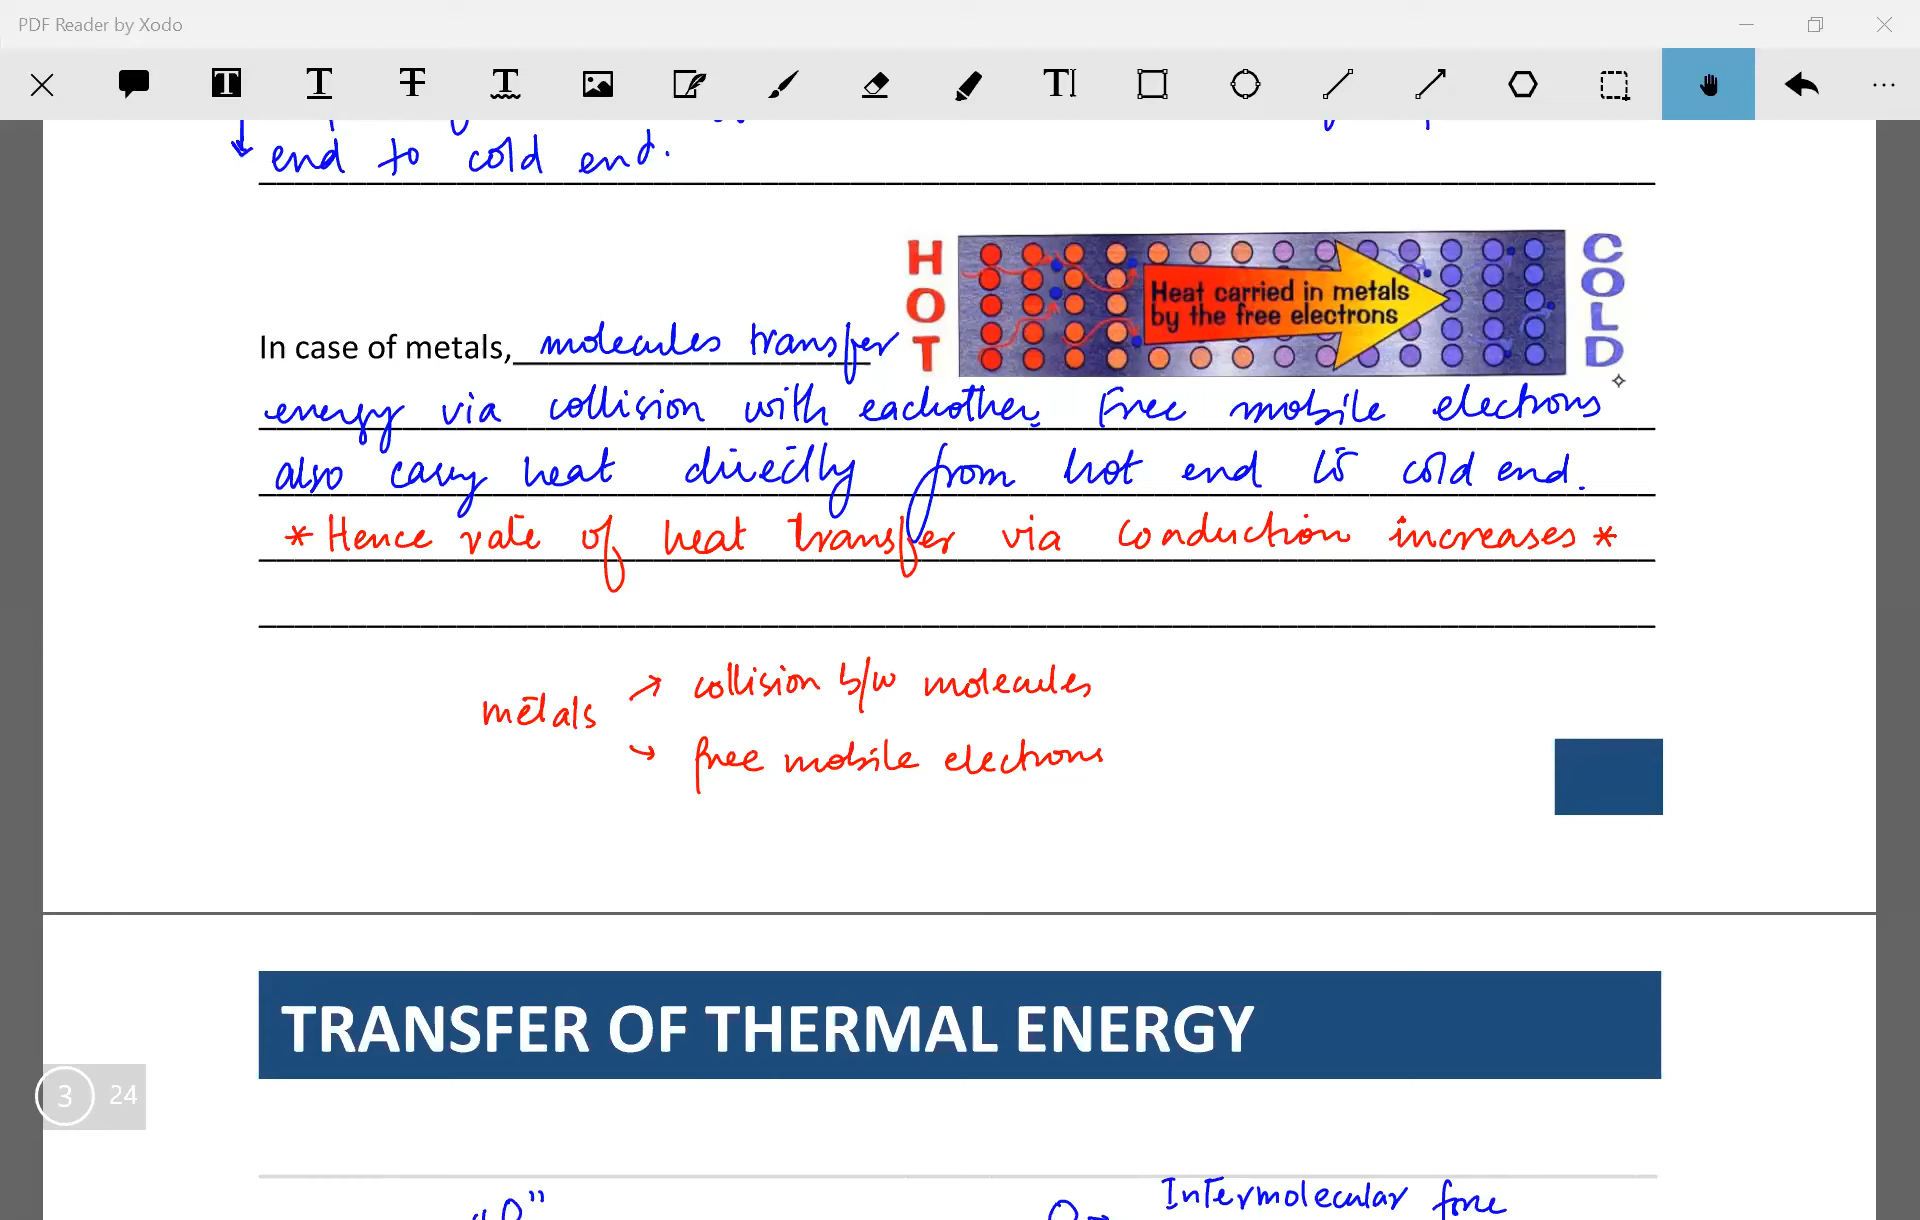 PDF Reader by Xodo
end to cold end.
HOT
Heat carried in metals
by the free electrons
COLD
In case of metals, molecules transfer
energy via collision with eachother. Free mobile electrons
also carry heat directly from hot end to cold end.
* Hence rate of heat transfer via conduction increases *
metals
collision b/w molecules
free mobile electrons
TRANSFER OF THERMAL ENERGY
3 24
Intermolecular force